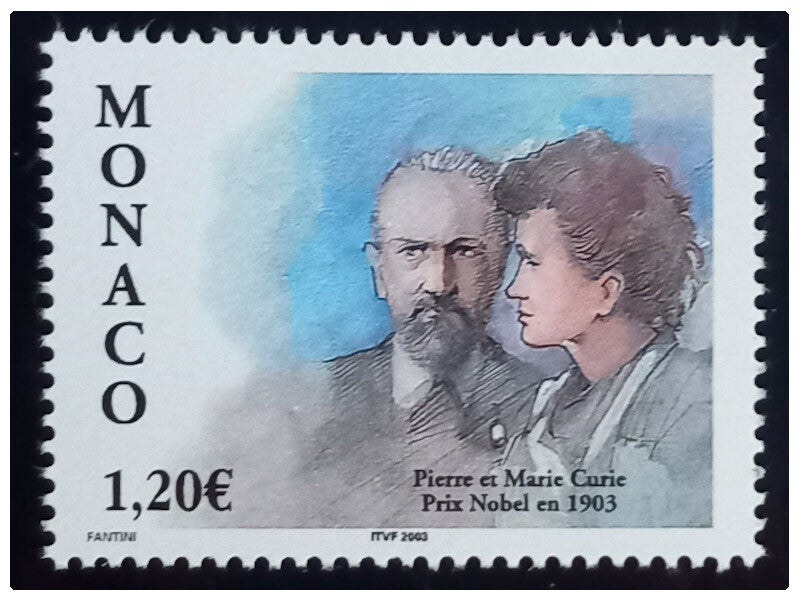 MONACO
1,20€
Pierre et Marie Curie
Prix Nobel en 1903
FANTINI
ITVF 2003